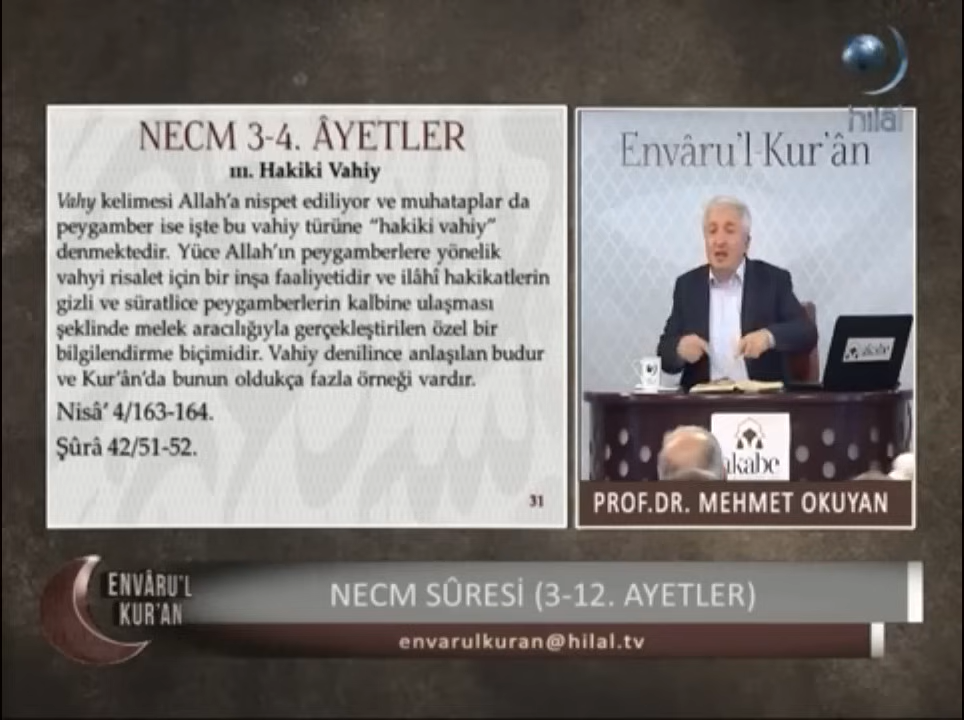 hilal
NECM 3-4. ÂYETLER
III. Hakiki Vahiy
Vahy kelimesi Allah'a nispet ediliyor ve muhataplar da
peygamber ise işte bu vahiy türüne "hakiki vahiy"
denmektedir. Yüce Allah'ın peygamberlere yönelik
vahyi risalet için bir inşa faaliyetidir ve ilâhî hakikatlerin
gizli ve süratlice peygamberlerin kalbine ulaşması
şeklinde melek aracılığıyla gerçekleştirilen özel bir
bilgilendirme biçimidir. Vahiy denilince anlaşılan budur
ve Kur'ân'da bunun oldukça fazla örneği vardır.
Nisâ' 4/163-164.
Şûrâ 42/51-52.
31
Envâru'l-Kur'ân
akabe
akabe
PROF.DR. MEHMET OKUYAN
ENVÂRU'L
KUR'AN
NECM SÛRESİ (3-12. AYETLER)
envarulkuran@hilal.tv